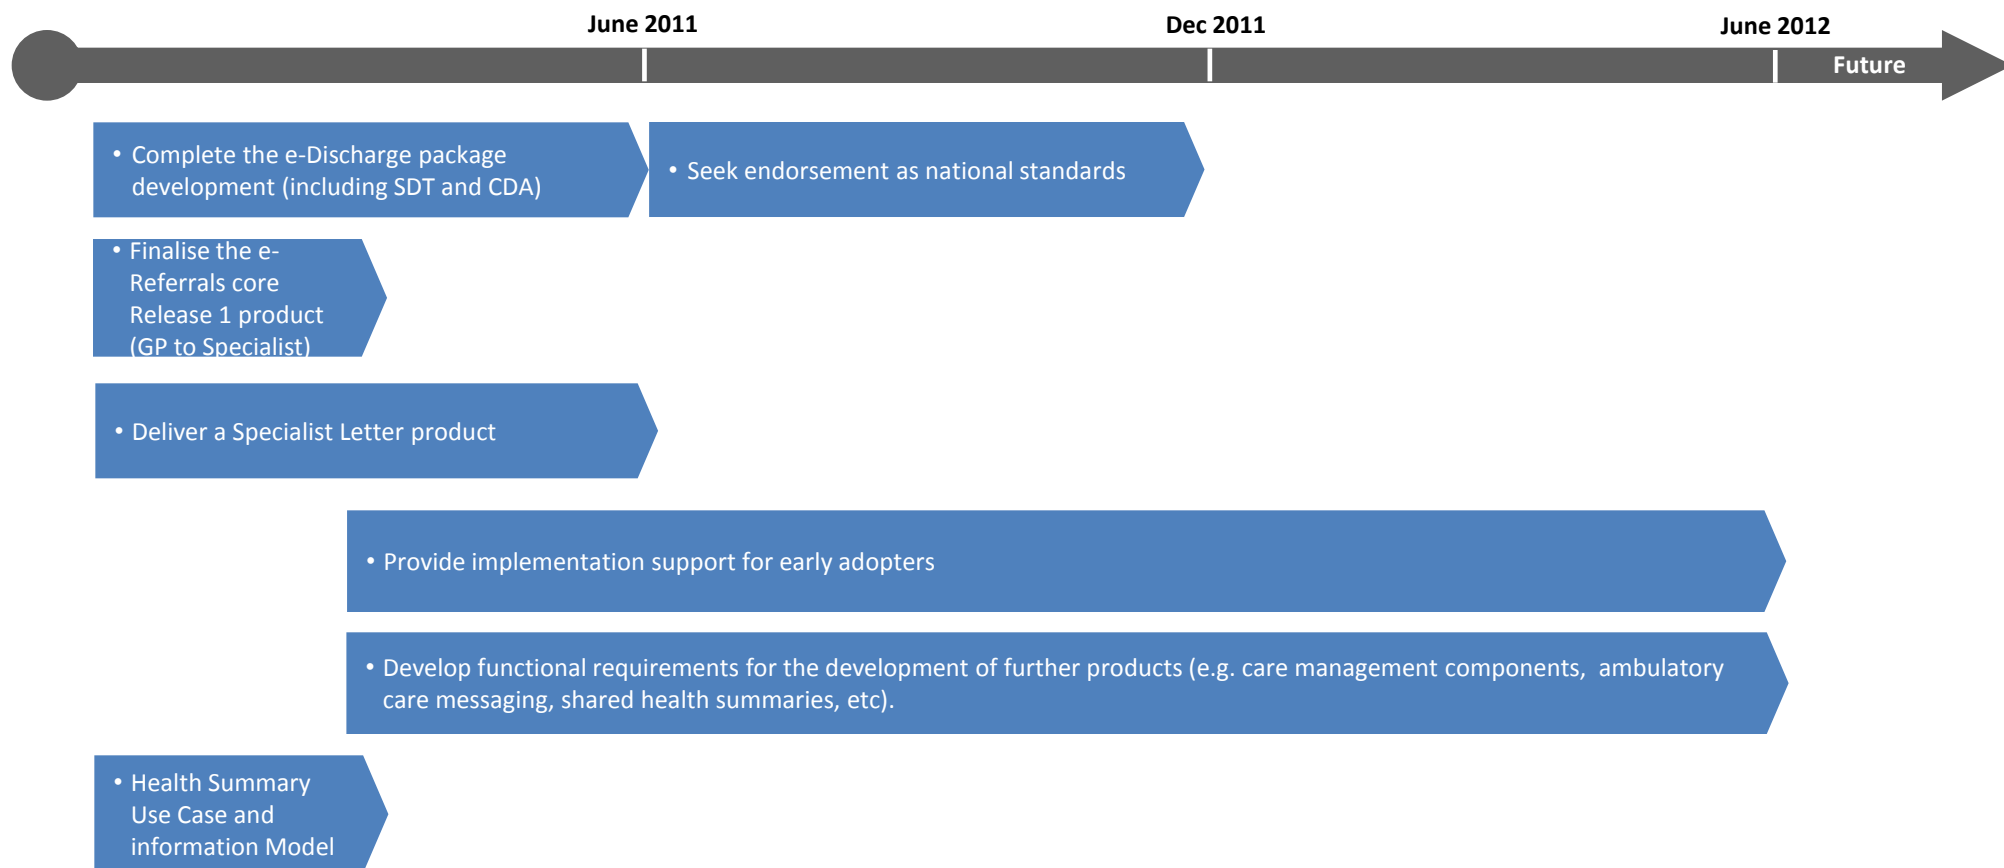 June 2011
Dec 2011
June 2012
Future
• Complete the e-Discharge package
development (including SDT and CDA)
• Seek endorsement as national standards
• Finalise the e-
Referrals core
Release 1 product
(GP to Specialist)
• Deliver a Specialist Letter product
• Provide implementation support for early adopters
• Develop functional requirements for the development of further products (e.g. care management components,  ambulatory
care messaging, shared health summaries, etc).
• Health Summary
Use Case and
information Model